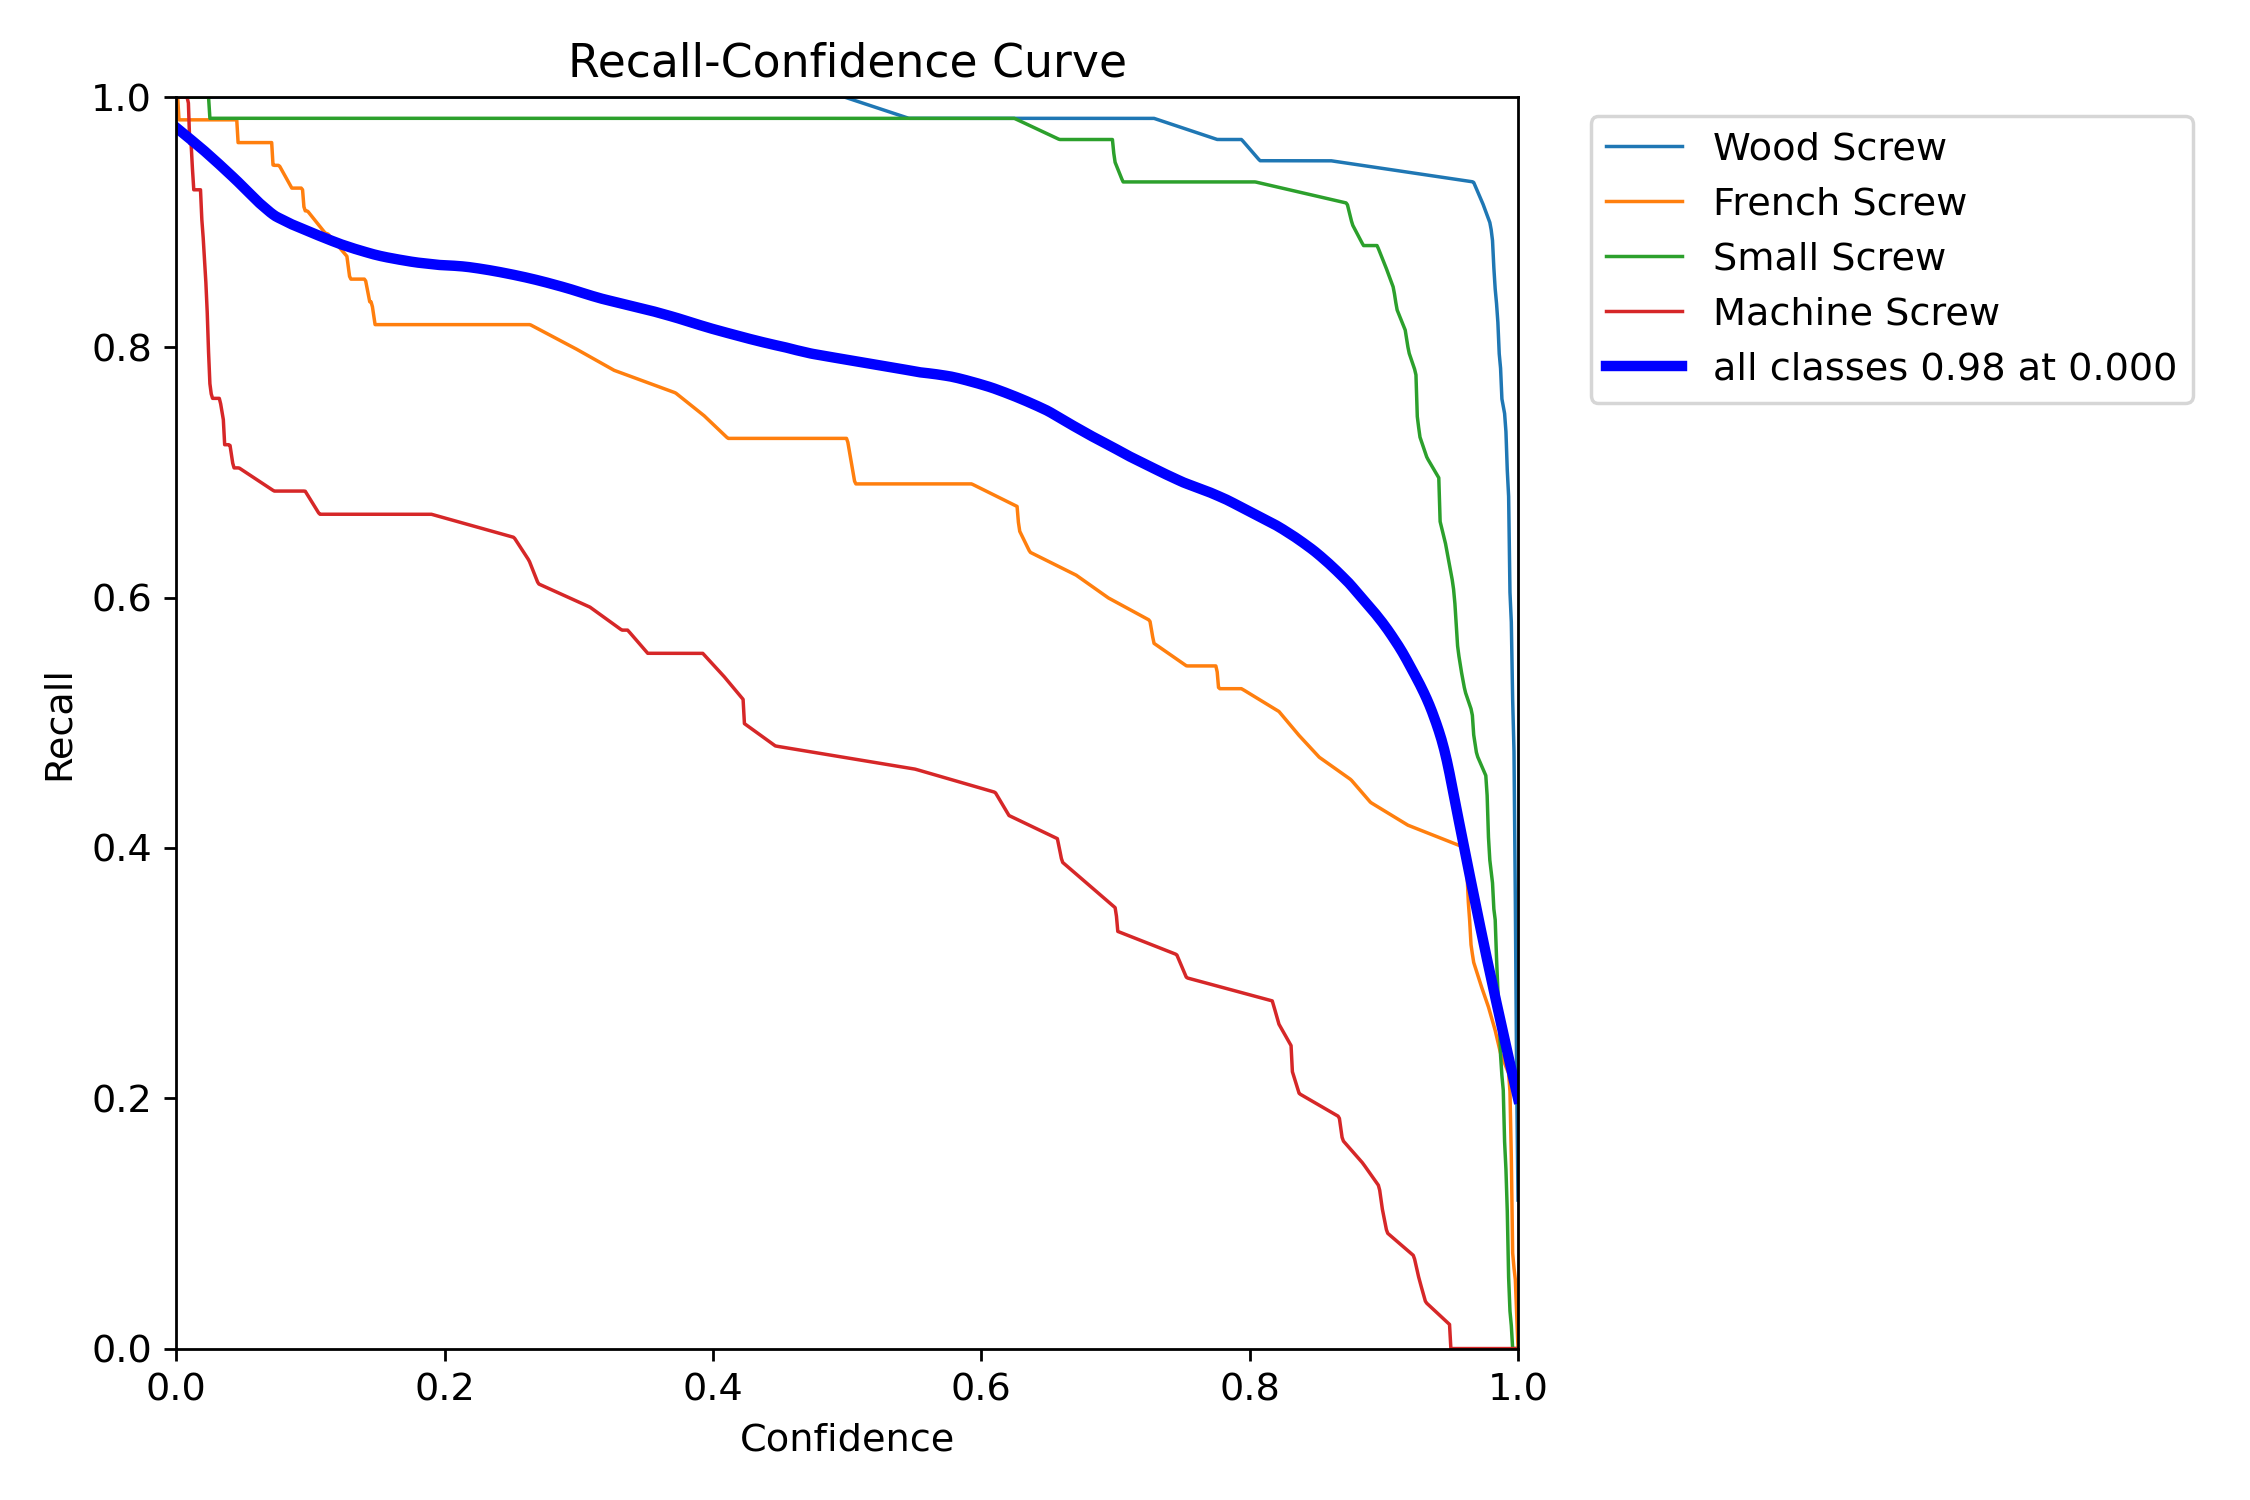 Recall-Confidence Curve
1.0
0.8
0.6
0.4
0.2
0.0
Recall
0.0 0.2 0.4 0.6 0.8 1.0
Confidence
Wood Screw
French Screw
Small Screw
Machine Screw
all classes 0.98 at 0.000